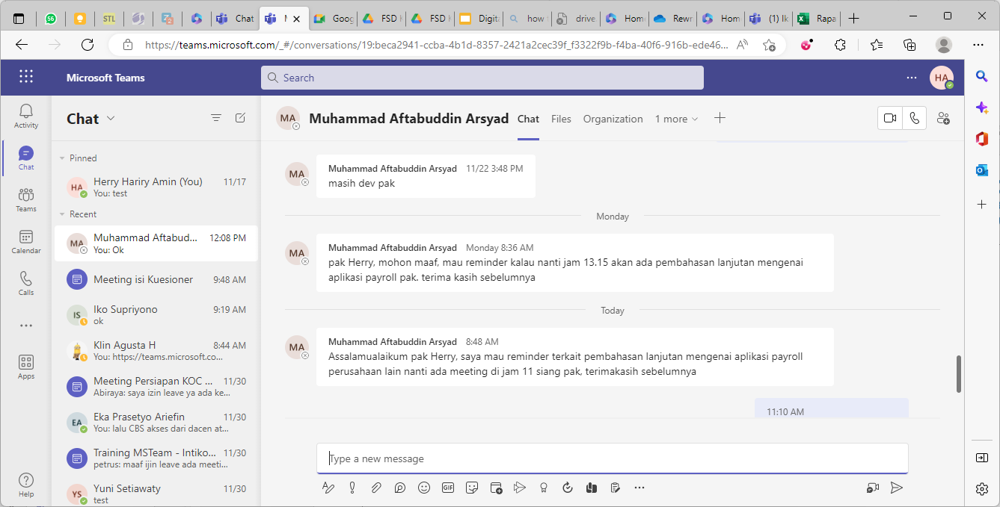 56
STL
Chat
M
Goog
FSD
FSD
Digita
how
drive
Hom
Rewr
Hom
(1) Ik
Rapa
https://teams.microsoft.com/_#/conversations/19:beca2941-ccba-4b1d-8357-2421a2cec39f_f3322f9b-f4ba-40f6-916b-ede46...
Microsoft Teams
Search
HA
Activity
Chat
Teams
Calendar
Calls
Apps
Help
Chat
Pinned
HA
Herry Hariry Amin (You) 11/17
You: test
Recent
MA
Muhammad Aftabud... 12:08 PM
You: Ok
Meeting isi Kuesioner 9:48 AM
IS
Iko Supriyono 9:19 AM
ok
Klin Agusta H 8:44 AM
You: https://teams.microsoft.co...
Meeting Persiapan KOC ... 11/30
Abiraya: saya izin leave ya ada ke...
EA
Eka Prasetyo Ariefin 11/30
You: lalu CBS akses dari dacen at...
Training MSTeam - Intiko... 11/30
petrus: maaf ijin leave ada meeti...
YS
Yuni Setiawaty 11/30
test
MA
Muhammad Aftabuddin Arsyad Chat Files Organization 1 more
MA
Muhammad Aftabuddin Arsyad 11/22 3:48 PM
masih dev pak
Monday
MA
Muhammad Aftabuddin Arsyad Monday 8:36 AM
pak Herry, mohon maaf, mau reminder kalau nanti jam 13.15 akan ada pembahasan lanjutan mengenai
aplikasi payroll pak. terima kasih sebelumnya
Today
MA
Muhammad Aftabuddin Arsyad 8:48 AM
Assalamualaikum pak Herry, saya mau reminder terkait pembahasan lanjutan mengenai aplikasi payroll
perusahaan lain nanti ada meeting di jam 11 siang pak, terimakasih sebelumnya
11:10 AM
Type a new message
GIF